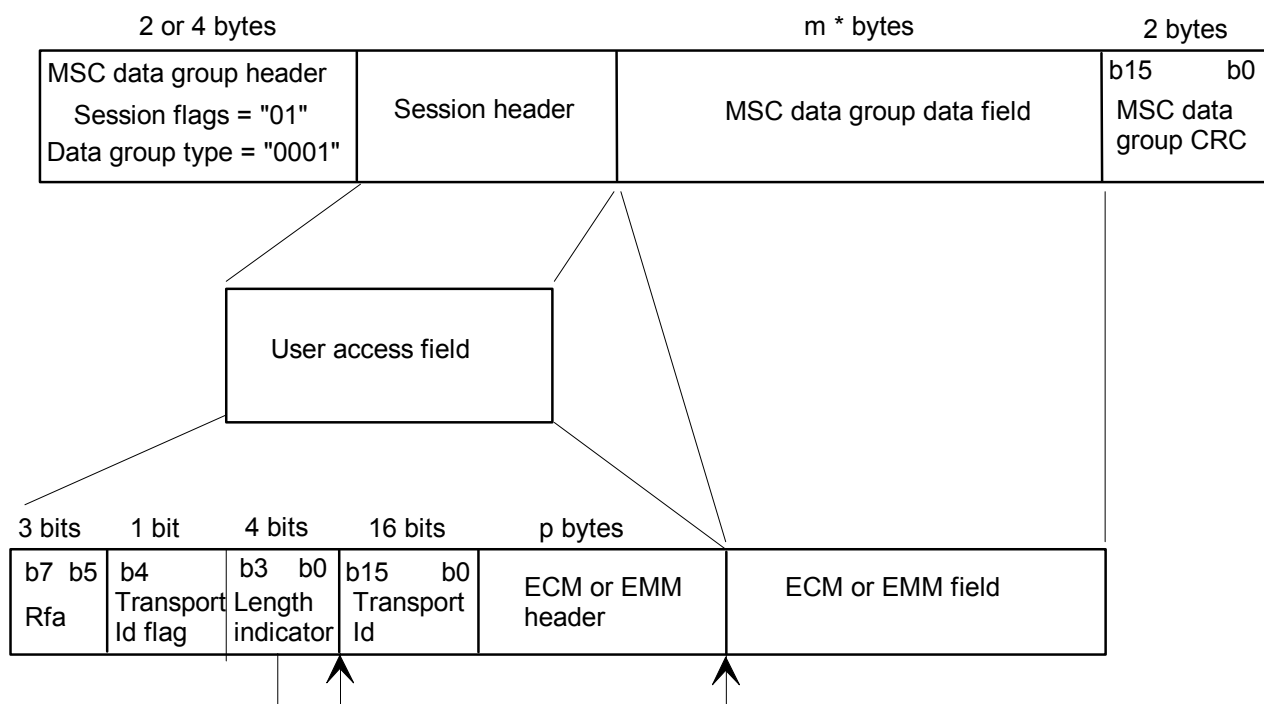 2 or 4 bytes
m * bytes
2 bytes
MSC data group header
Session flags = "01"
Data group type = "0001"
Session header
MSC data group data field
b15 b0
MSC data
group CRC
User access field
3 bits
1 bit
4 bits
16 bits
p bytes
b7 b5
Rfa
b4
Transport
Id flag
b3 b0
Length
indicator
b15 b0
Transport
Id
ECM or EMM
header
ECM or EMM field